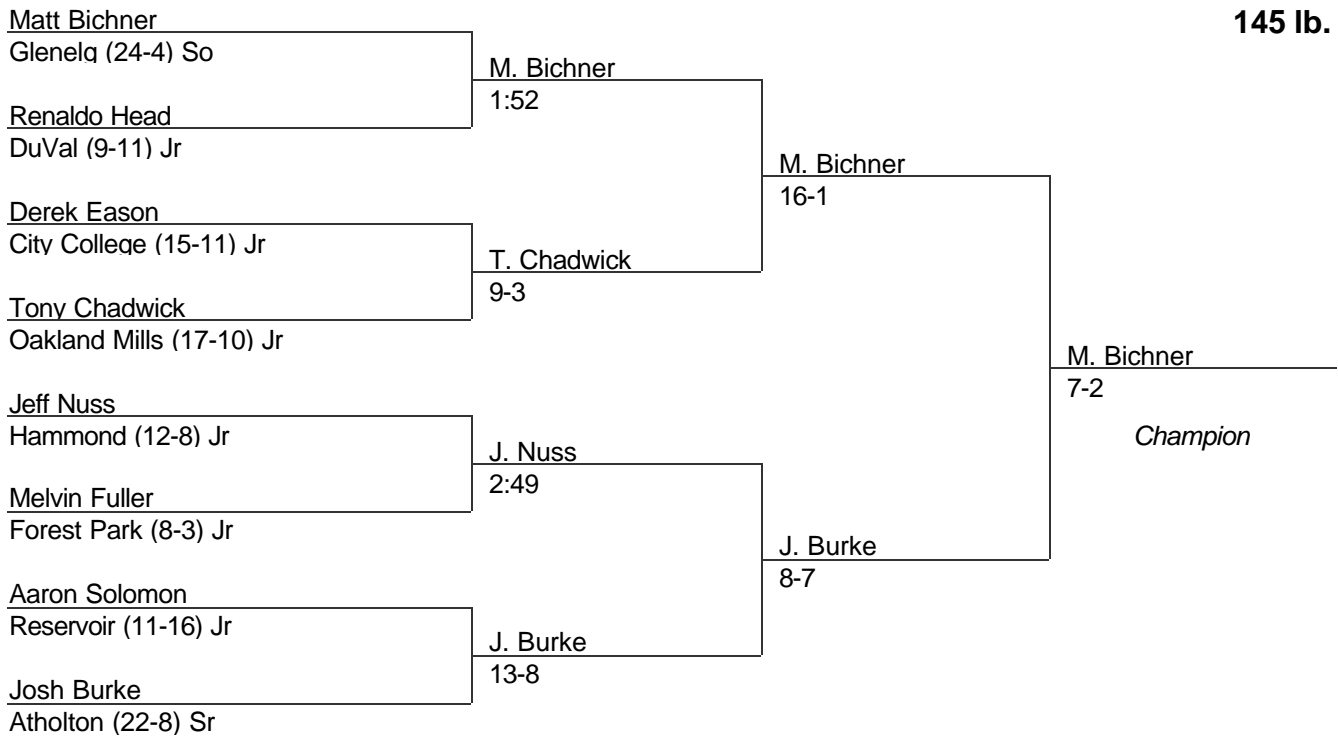 145 lb.
Matt Bichner
Glenelg (24-4) So
Renaldo Head
DuVal (9-11) Jr
Derek Eason
City College (15-11) Jr
Tony Chadwick
Oakland Mills (17-10) Jr
Jeff Nuss
Hammond (12-8) Jr
Melvin Fuller
Forest Park (8-3) Jr
Aaron Solomon
Reservoir (11-16) Jr
Josh Burke
Atholton (22-8) Sr
M. Bichner
1:52
T. Chadwick
9-3
J. Nuss
2:49
J. Burke
13-8
M. Bichner
16-1
J. Burke
8-7
M. Bichner
7-2
Champion